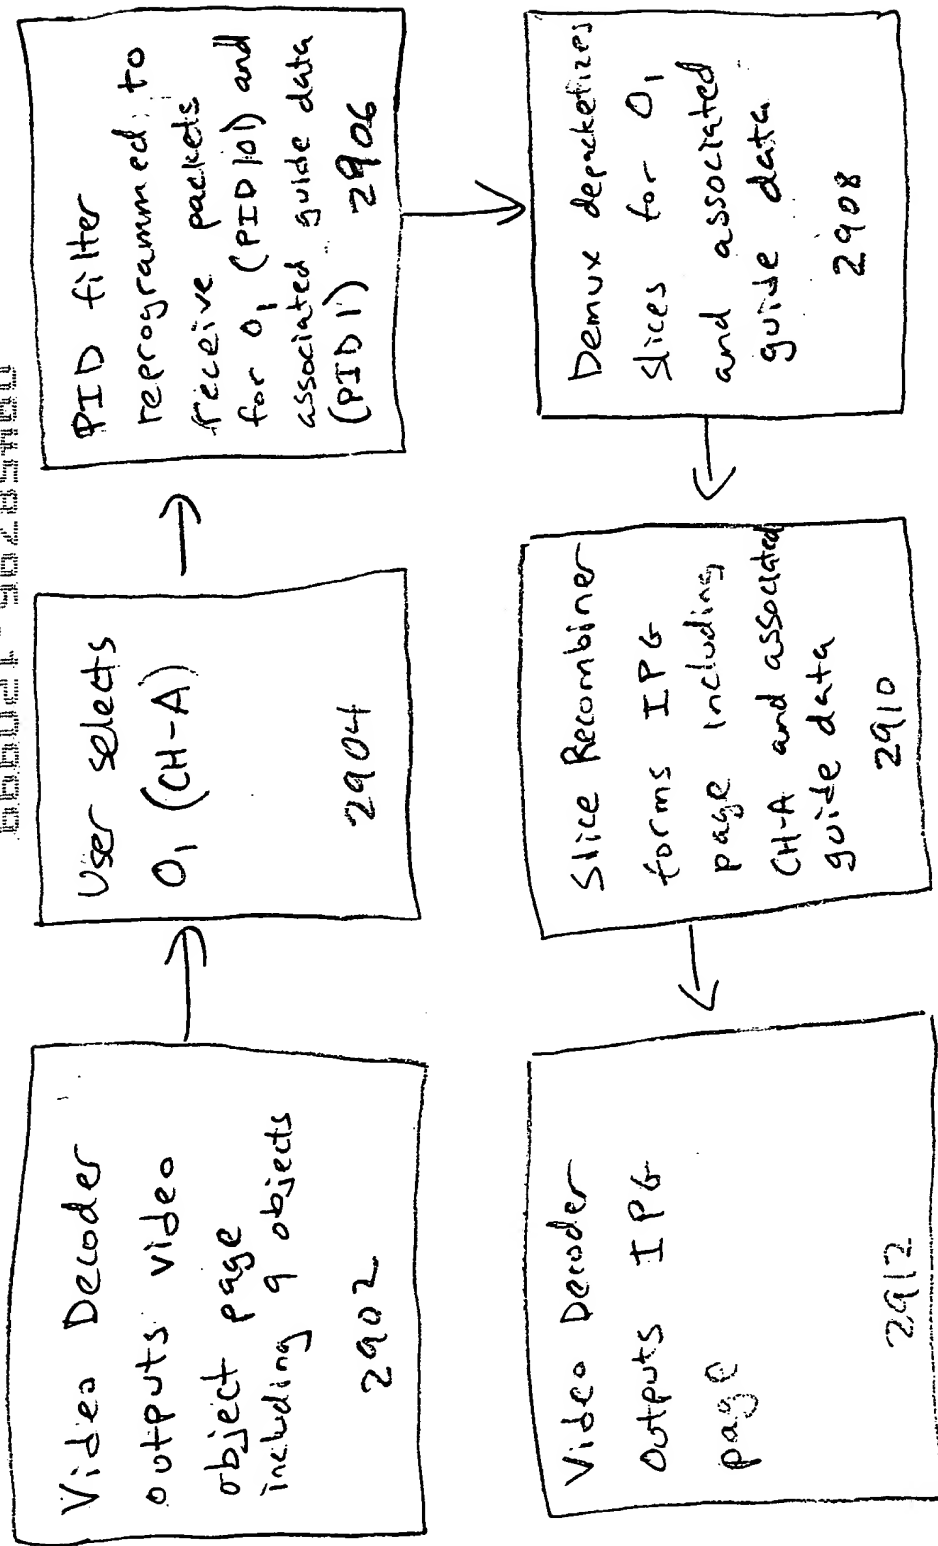 Video Decoder
outputs video
object page
including 9 objects
2902
User selects
O1 (CH-A)
2904
PID filter
reprogrammed to
receive packets
for O1 (PID 101) and
associated guide data
(PID 1) 2906
Demux depacketizes
slices for O1
and associated
guide data
2908
Slice Recombiner
forms IPG
page including
CH-A and associated
guide data
2910
Video Decoder
Outputs IPG
page
2912